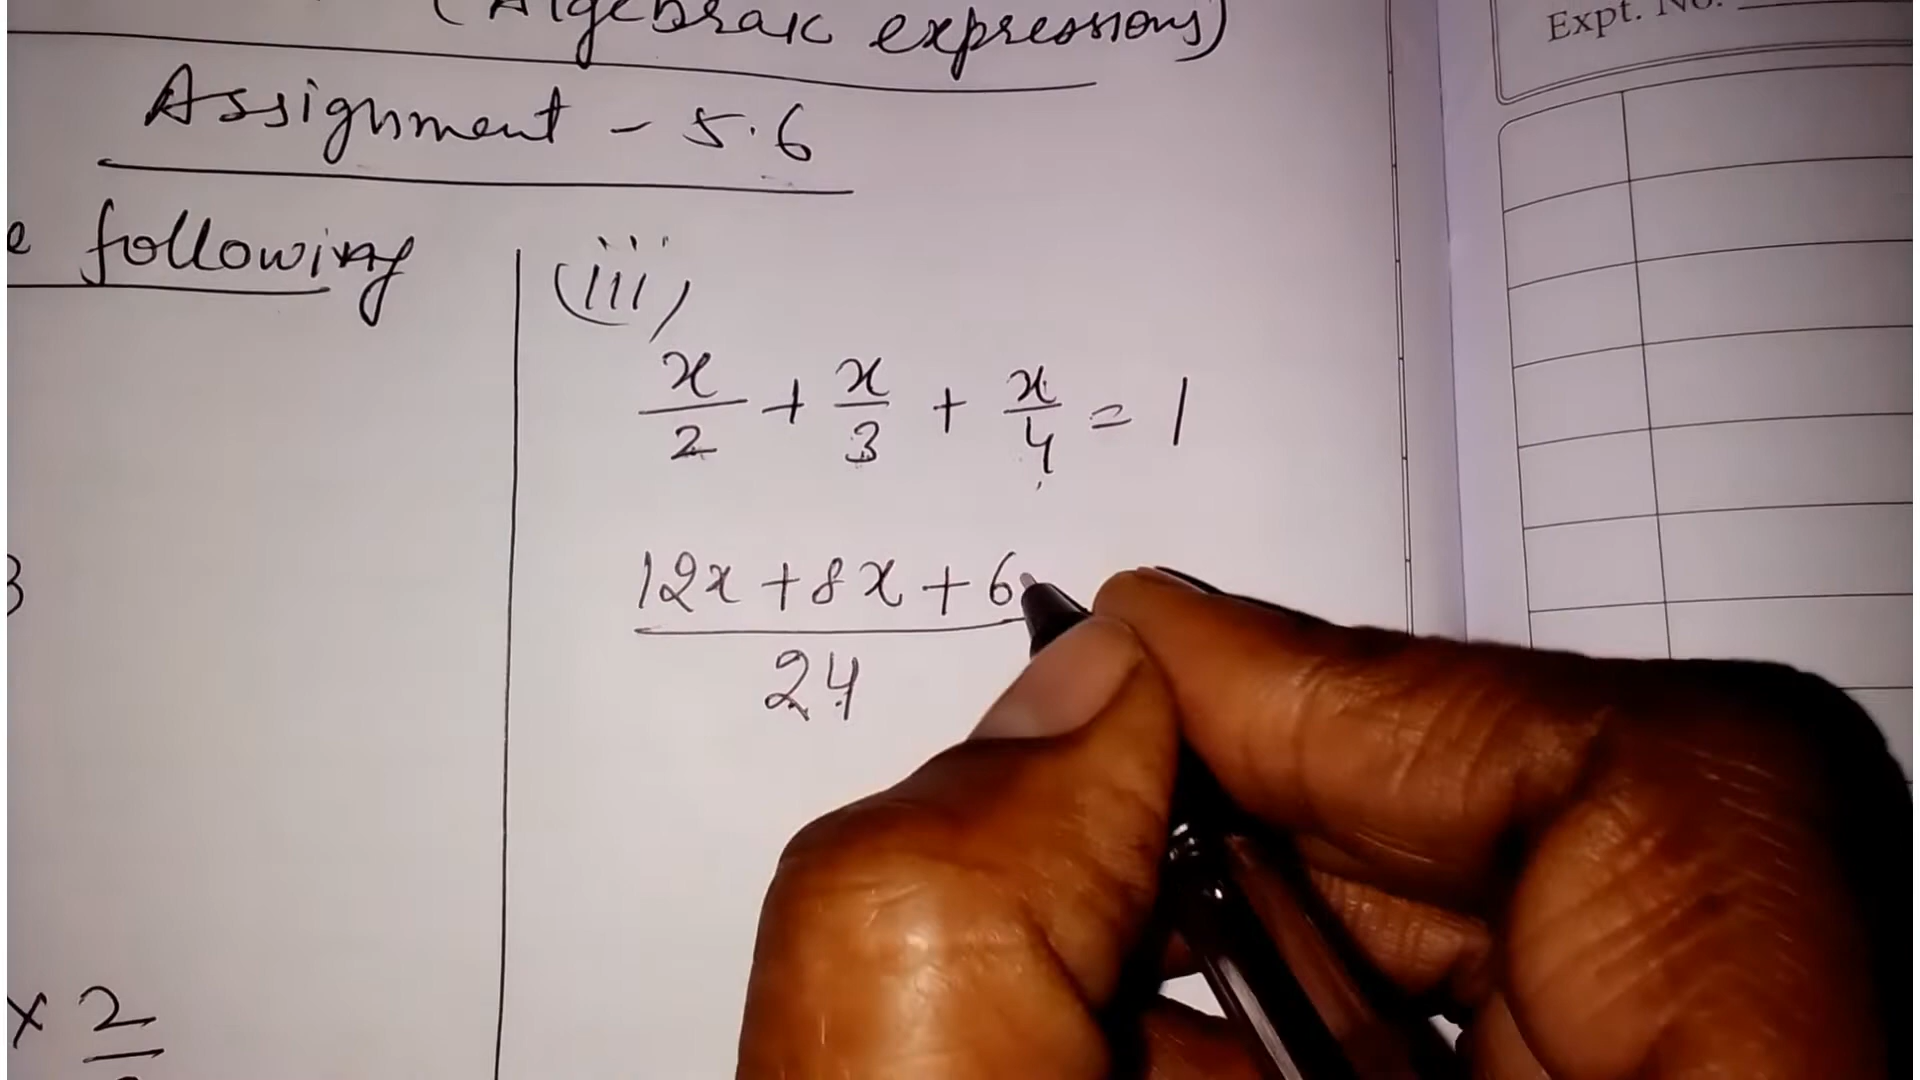 (Algebraic expressions)
Expt. No.
Assignment - 5.6
e following
(iii)
x/2 + x/3 + x/4 = 1
12x + 8x + 6
24
3
× 2